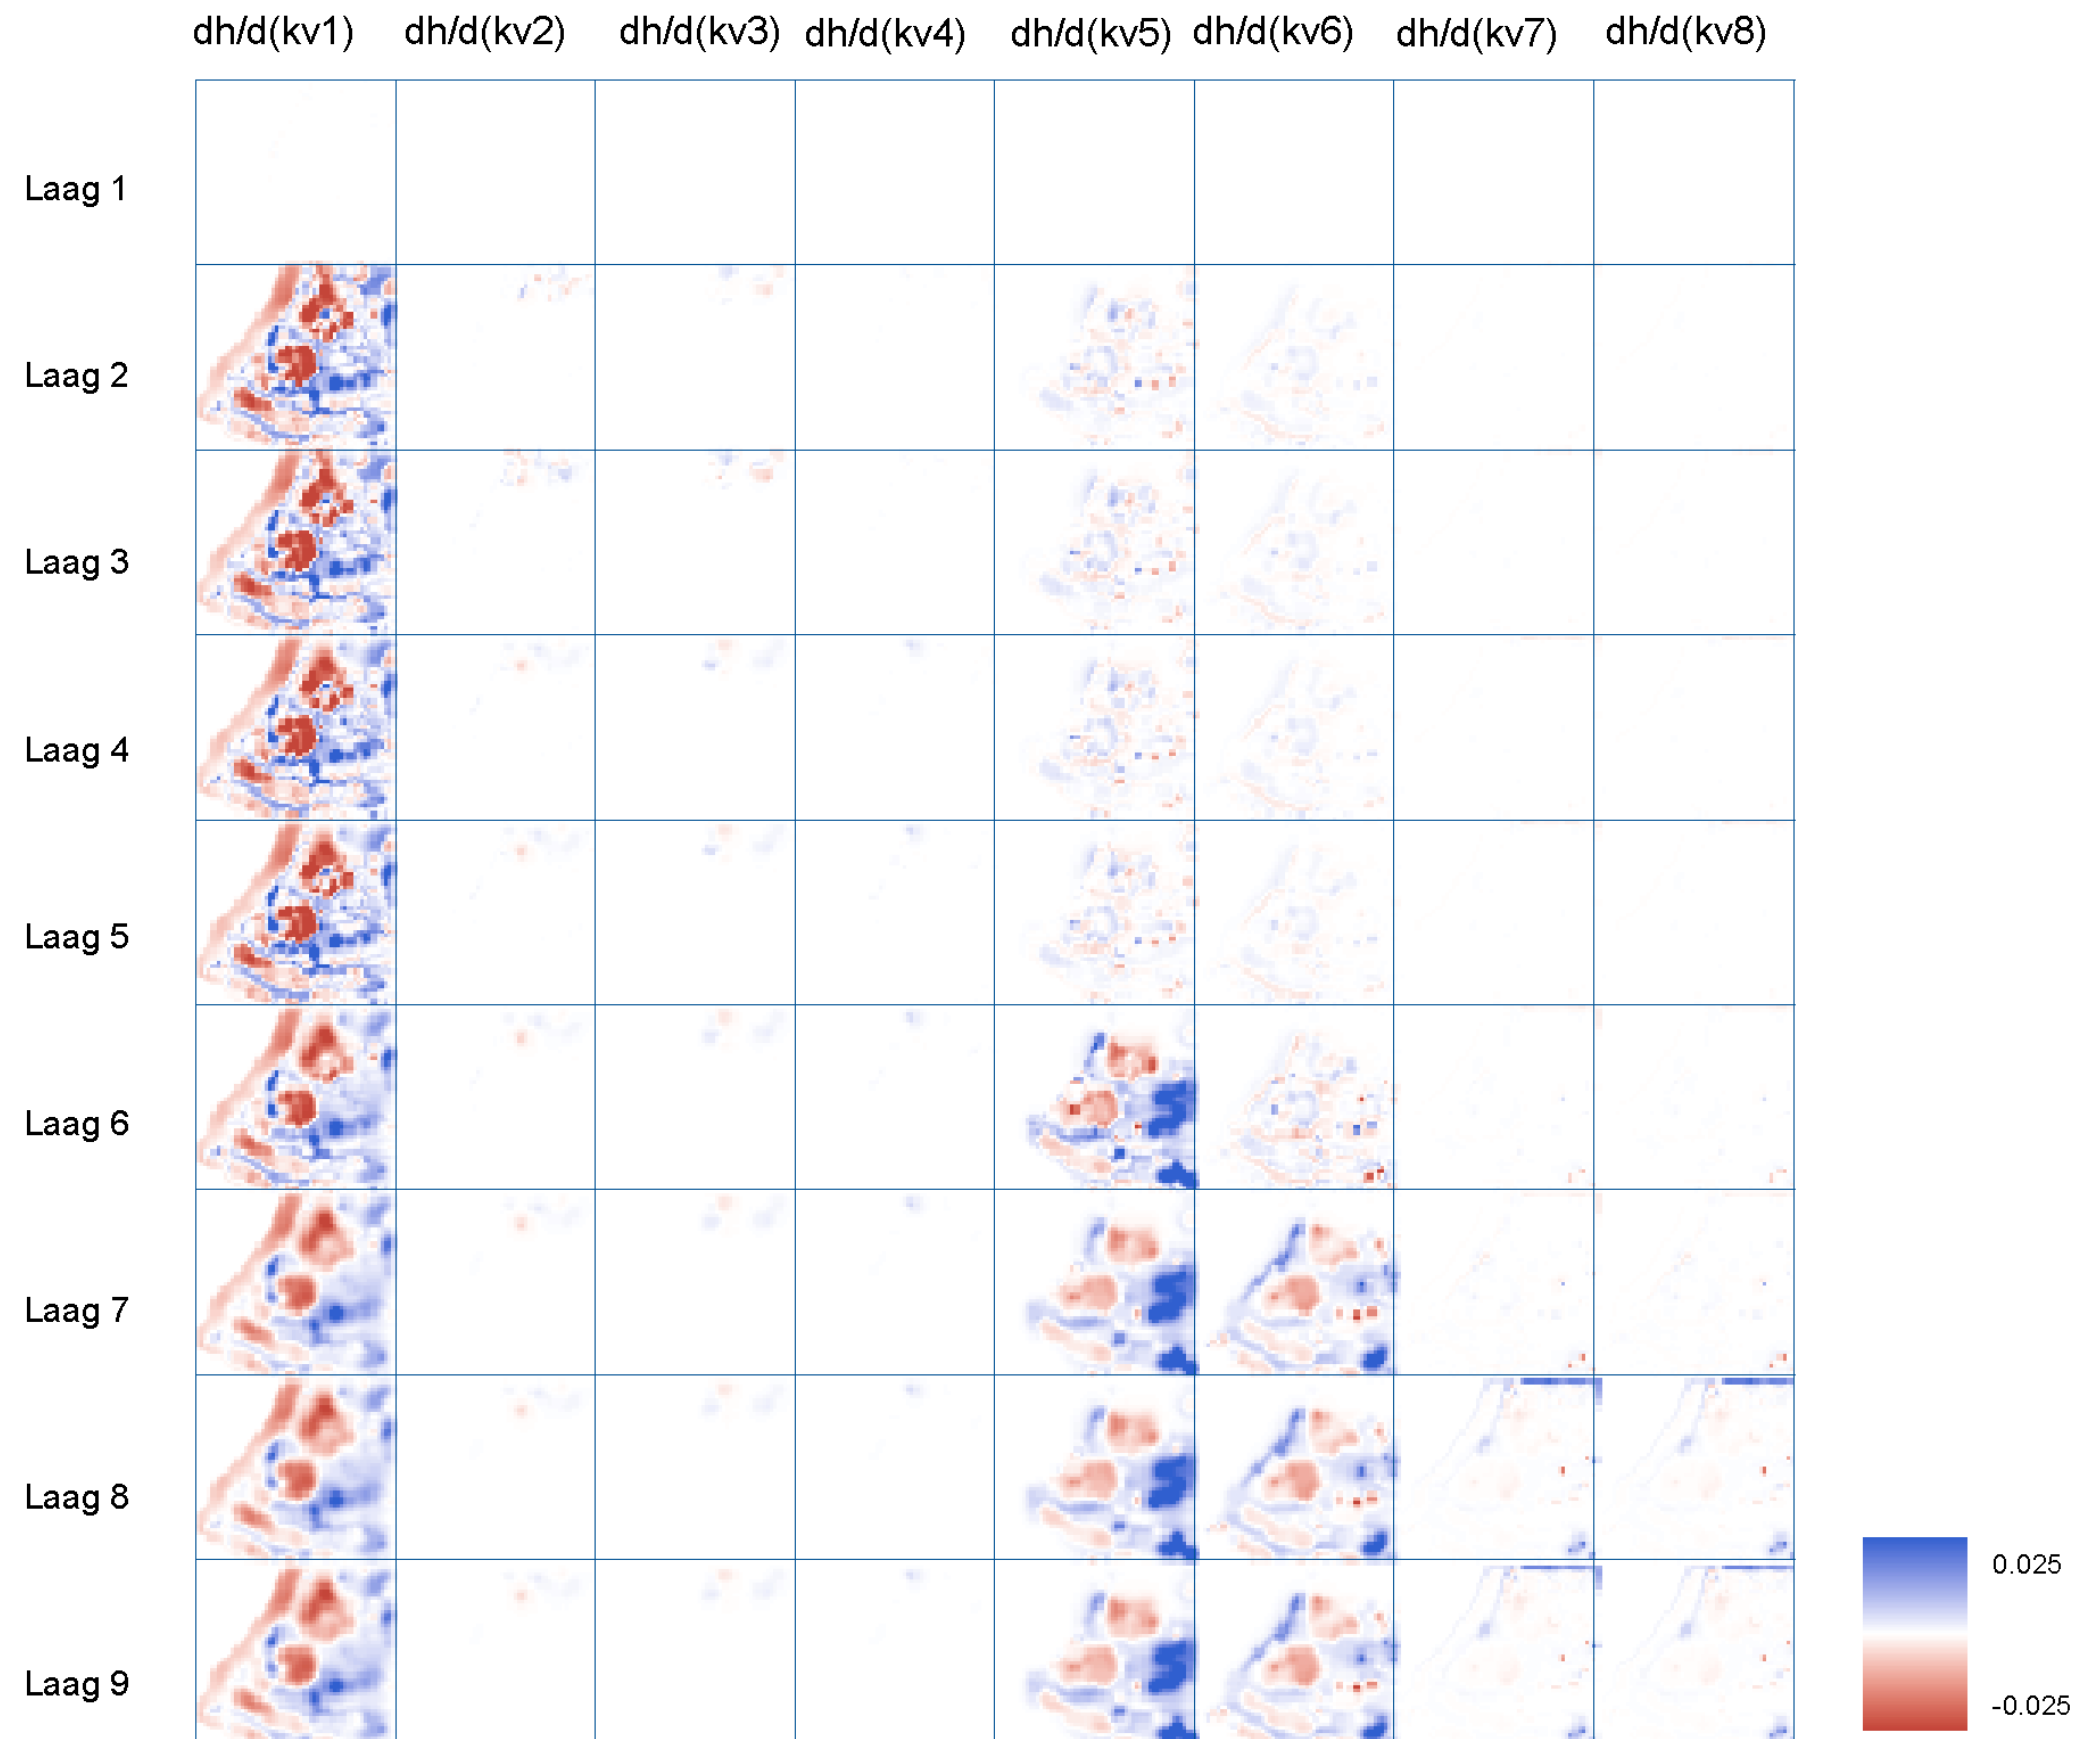 dh/d(kv1) dh/d(kv2) dh/d(kv3) dh/d(kv4) dh/d(kv5) dh/d(kv6) dh/d(kv7) dh/d(kv8)
Laag 1
Laag 2
Laag 3
Laag 4
Laag 5
Laag 6
Laag 7
Laag 8
Laag 9
0.025
-0.025